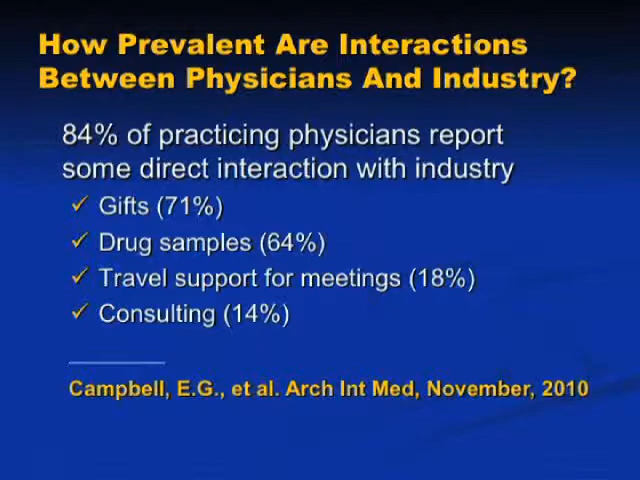 How Prevalent Are Interactions
Between Physicians And Industry?
84% of practicing physicians report
some direct interaction with industry
✓ Gifts (71%)
✓ Drug samples (64%)
✓ Travel support for meetings (18%)
✓ Consulting (14%)
Campbell, E.G., et al. Arch Int Med, November, 2010